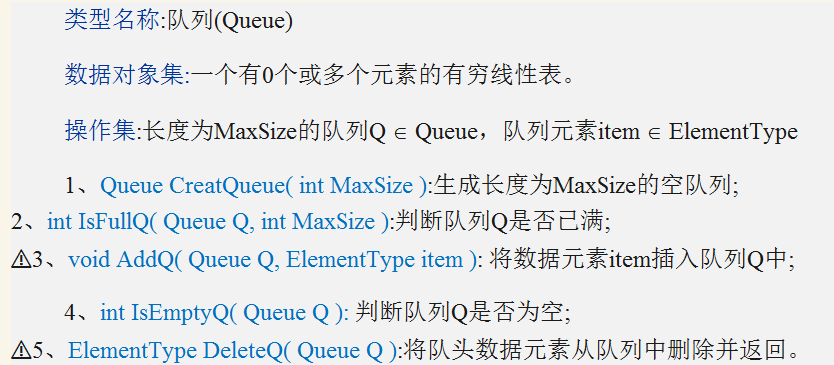 类型名称:队列(Queue)
数据对象集:一个有0个或多个元素的有穷线性表。
操作集:长度为MaxSize的队列Q ∈ Queue，队列元素item ∈ ElementType
1、Queue CreatQueue( int MaxSize ):生成长度为MaxSize的空队列;
2、int IsFullQ( Queue Q, int MaxSize ):判断队列Q是否已满;
⚠3、void AddQ( Queue Q, ElementType item ): 将数据元素item插入队列Q中;
4、int IsEmptyQ( Queue Q ): 判断队列Q是否为空;
⚠5、ElementType DeleteQ( Queue Q ):将队头数据元素从队列中删除并返回。